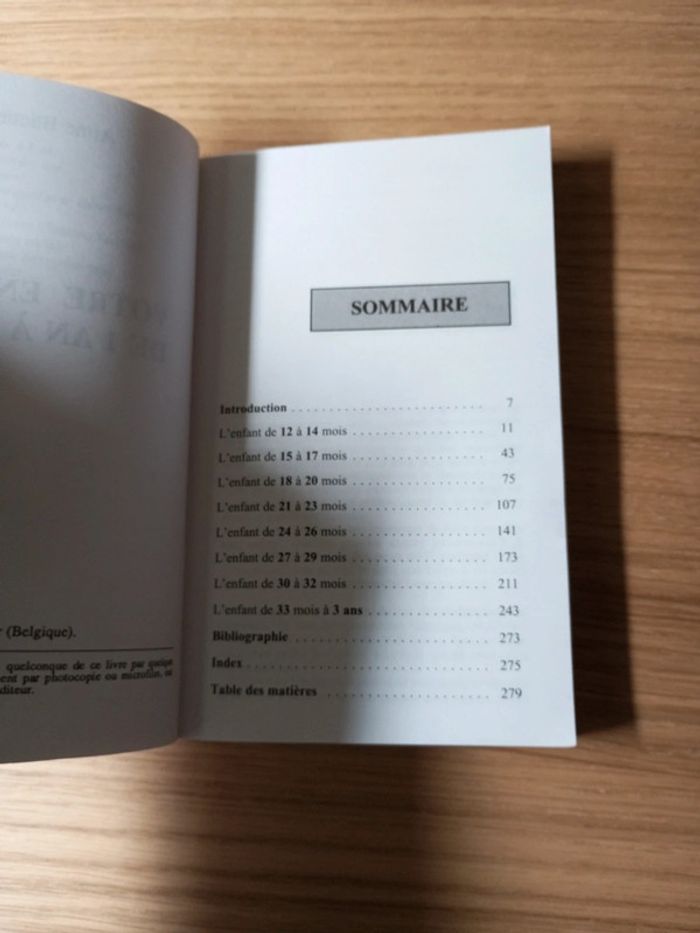 (Belgique).
quelconque de ce livre par quelque
ment par photocopie ou microfilm, ou
diteur.
SOMMAIRE
Introduction . . . . . . . . . . . . . . . . . . . . . . . . 7
L'enfant de 12 à 14 mois . . . . . . . . . . . . . . . . 11
L'enfant de 15 à 17 mois . . . . . . . . . . . . . . . . 43
L'enfant de 18 à 20 mois . . . . . . . . . . . . . . . . 75
L'enfant de 21 à 23 mois . . . . . . . . . . . . . . . . 107
L'enfant de 24 à 26 mois . . . . . . . . . . . . . . . . 141
L'enfant de 27 à 29 mois . . . . . . . . . . . . . . . . 173
L'enfant de 30 à 32 mois . . . . . . . . . . . . . . . . 211
L'enfant de 33 mois à 3 ans . . . . . . . . . . . . . . 243
Bibliographie . . . . . . . . . . . . . . . . . . . . . . . 273
Index . . . . . . . . . . . . . . . . . . . . . . . . . . . . 275
Table des matières . . . . . . . . . . . . . . . . . . . 279